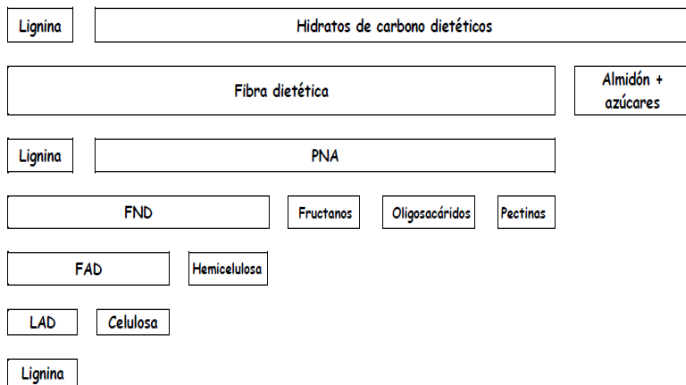 Lignina
Hidratos de carbono dietéticos
Fibra dietética
Almidón +
azúcares
Lignina
PNA
FND
Fructanos
Oligosacáridos
Pectinas
FAD
Hemicelulosa
LAD
Celulosa
Lignina